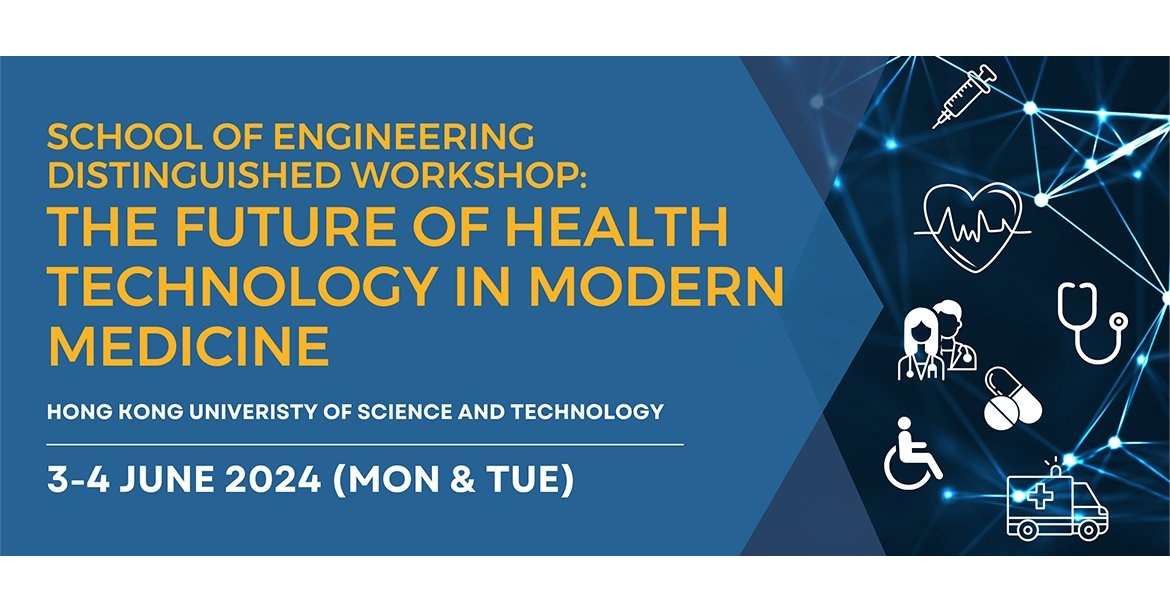 SCHOOL OF ENGINEERING
DISTINGUISHED WORKSHOP:
THE FUTURE OF HEALTH
TECHNOLOGY IN MODERN
MEDICINE
HONG KONG UNIVERISTY OF SCIENCE AND TECHNOLOGY
3-4 JUNE 2024 (MON & TUE)